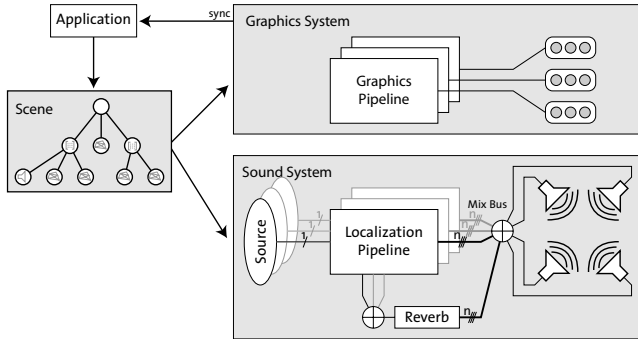 Application
sync
Graphics System
Graphics
Pipeline
Scene
Sound System
Source
1
1
1
Localization
Pipeline
n
n
n
Mix Bus
Reverb
n